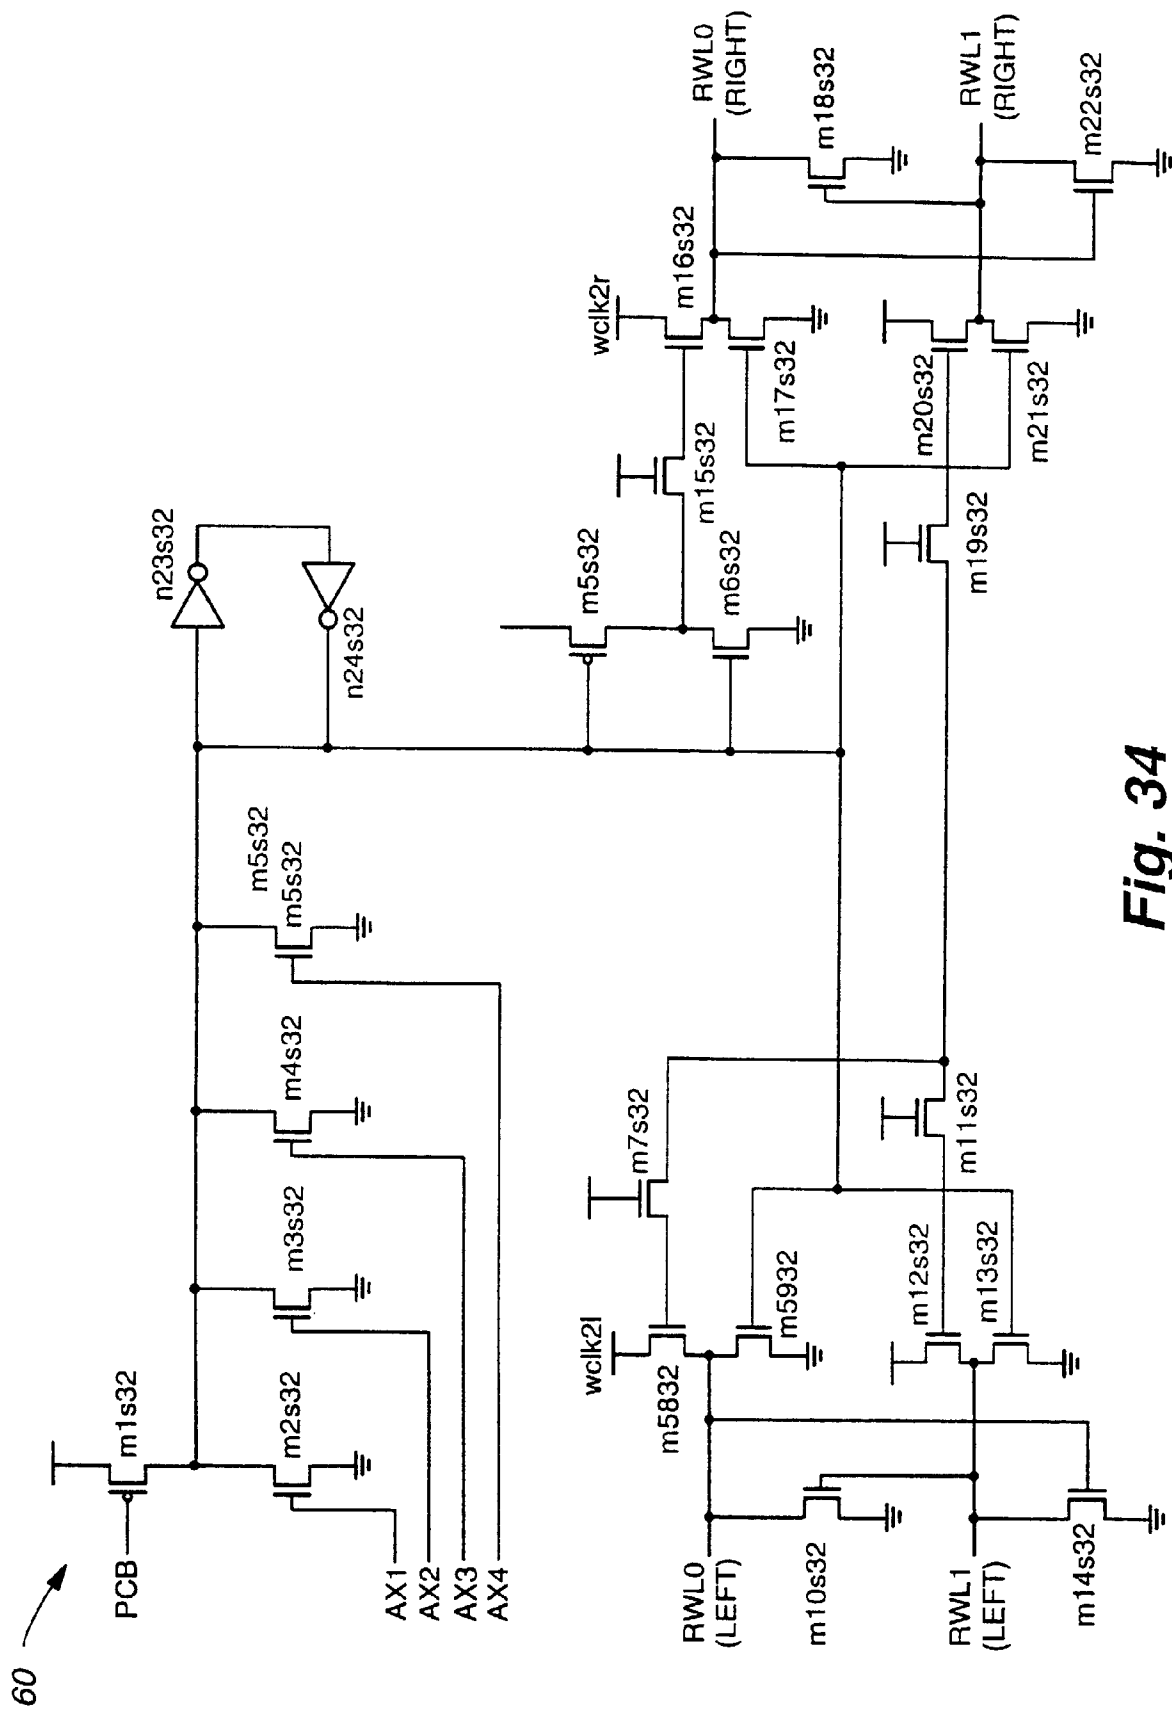 60
PCB
m1s32
m2s32
m3s32
m4s32
m5s32
m5s32
n23s32
n24s32
AX1
AX2
AX3
AX4
m5s32
m6s32
m15s32
wclk2r
m16s32
m17s32
RWL0
(RIGHT)
m18s32
RWL1
(RIGHT)
m22s32
m20s32
m21s32
m19s32
m7s32
m11s32
wclk2l
m5832
m5932
m12s32
m13s32
RWL0
(LEFT)
m10s32
RWL1
(LEFT)
m14s32
Fig. 34